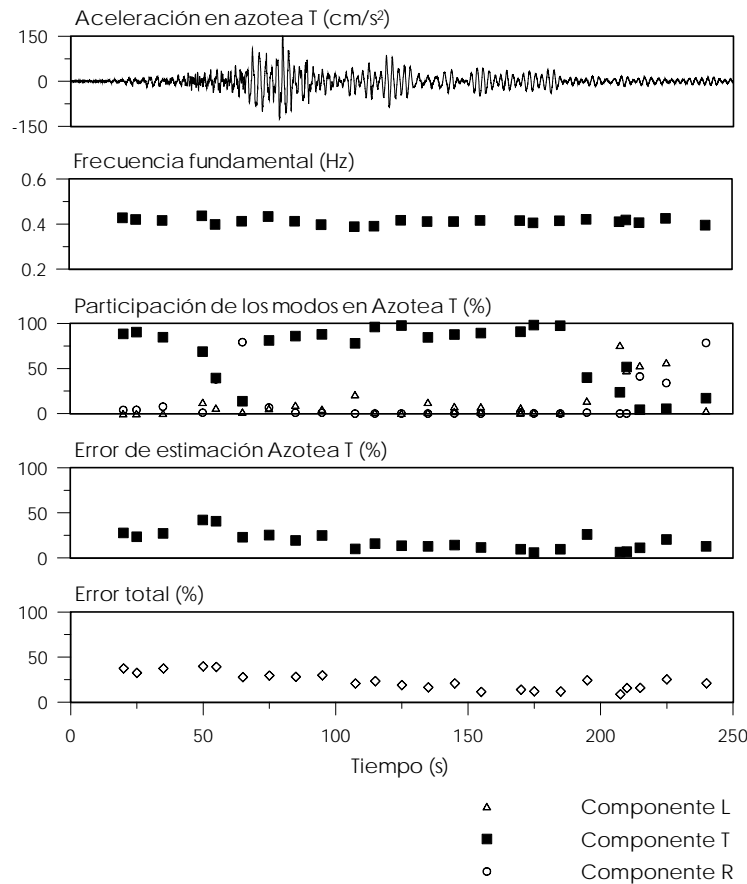 Aceleración en azotea T (cm/s²)
150
0
-150
Frecuencia fundamental (Hz)
0.6
0.4
0.2
Participación de los modos en Azotea T (%)
100
50
0
Error de estimación Azotea T (%)
100
50
0
Error total (%)
100
50
0
0 50 100 150 200 250
Tiempo (s)
Componente L
Componente T
Componente R